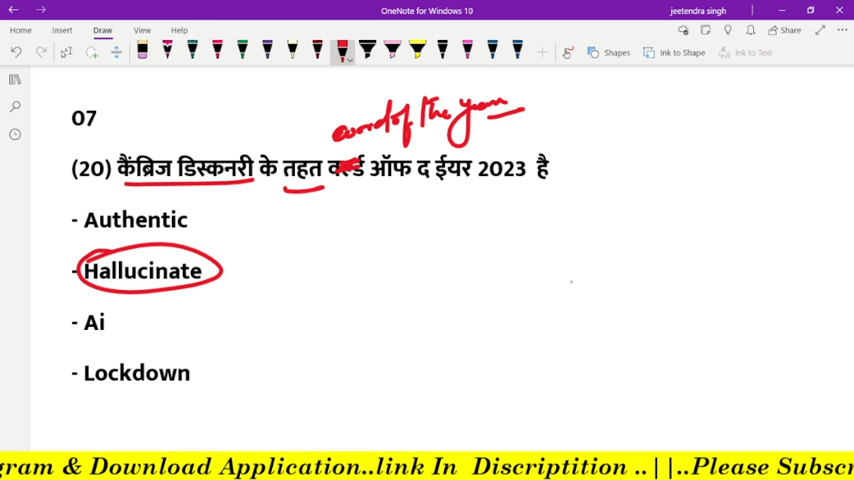 OneNote for Windows 10
jeetendra singh
Home Insert Draw View Help
Share
Shapes Ink to Shape Ink to Text
07
word of the year
(20) कैंब्रिज डिस्कनरी के तहत वर्ल्ड ऑफ द ईयर 2023 है
- Authentic
- Hallucinate
- Ai
- Lockdown
gram & Download Application..link In Discriptition ..||..Please Subscr